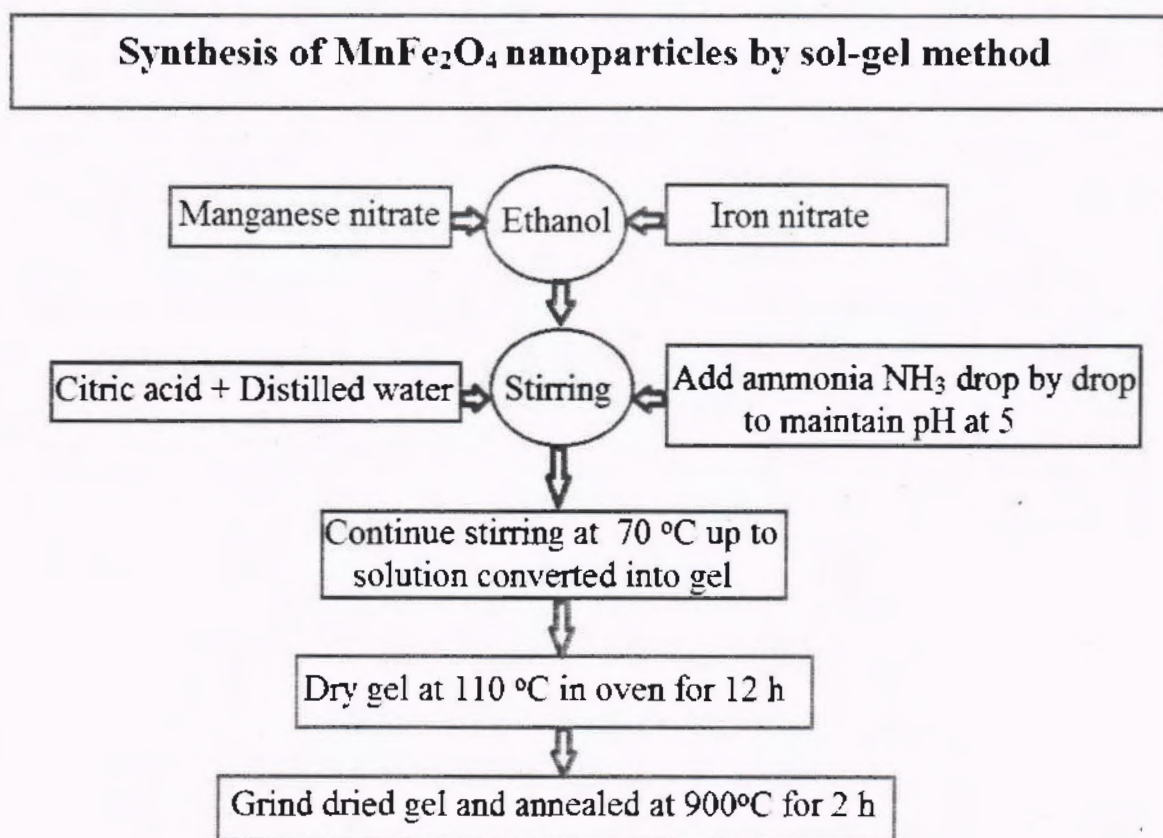 Synthesis of MnFe₂O₄ nanoparticles by sol-gel method
Manganese nitrate
Ethanol
Iron nitrate
Citric acid + Distilled water
Stirring
Add ammonia NH₃ drop by drop
to maintain pH at 5
Continue stirring at 70 °C up to
solution converted into gel
Dry gel at 110 °C in oven for 12 h
Grind dried gel and annealed at 900°C for 2 h